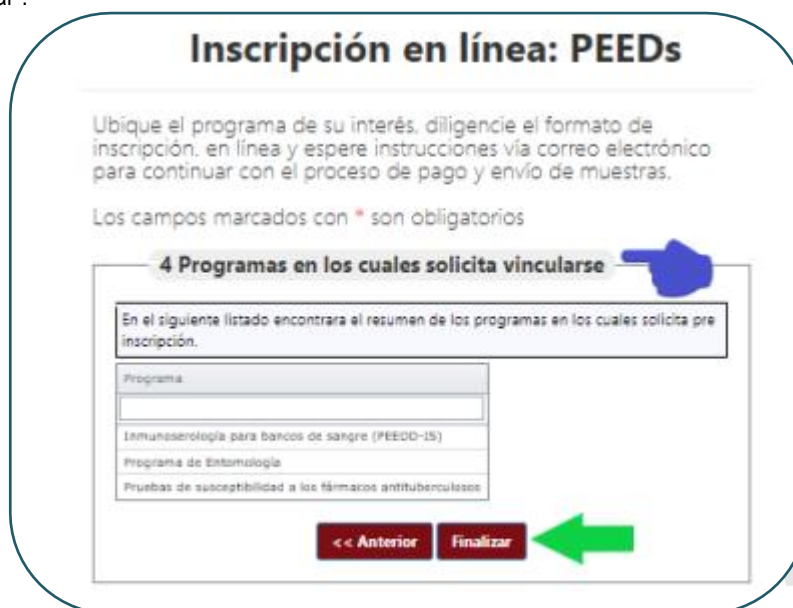 Inscripción en línea: PEEDs
Ubique el programa de su interés, diligencie el formato de
inscripción, en línea y espere instrucciones vía correo electrónico
para continuar con el proceso de pago y envío de muestras.
Los campos marcados con * son obligatorios
4 Programas en los cuales solicita vincularse
En el siguiente listado encontrara el resumen de los programas en los cuales solicita pre
inscripción.
Programa
Inmunoserología para bancos de sangre (PEEDD-IS)
Programa de Entomología
Pruebas de susceptibilidad a los fármacos antituberculosos
<< Anterior Finalizar